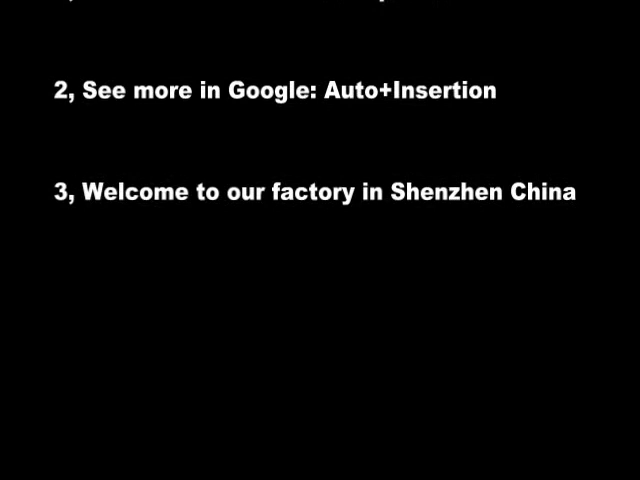 2, See more in Google: Auto+Insertion
3, Welcome to our factory in Shenzhen China